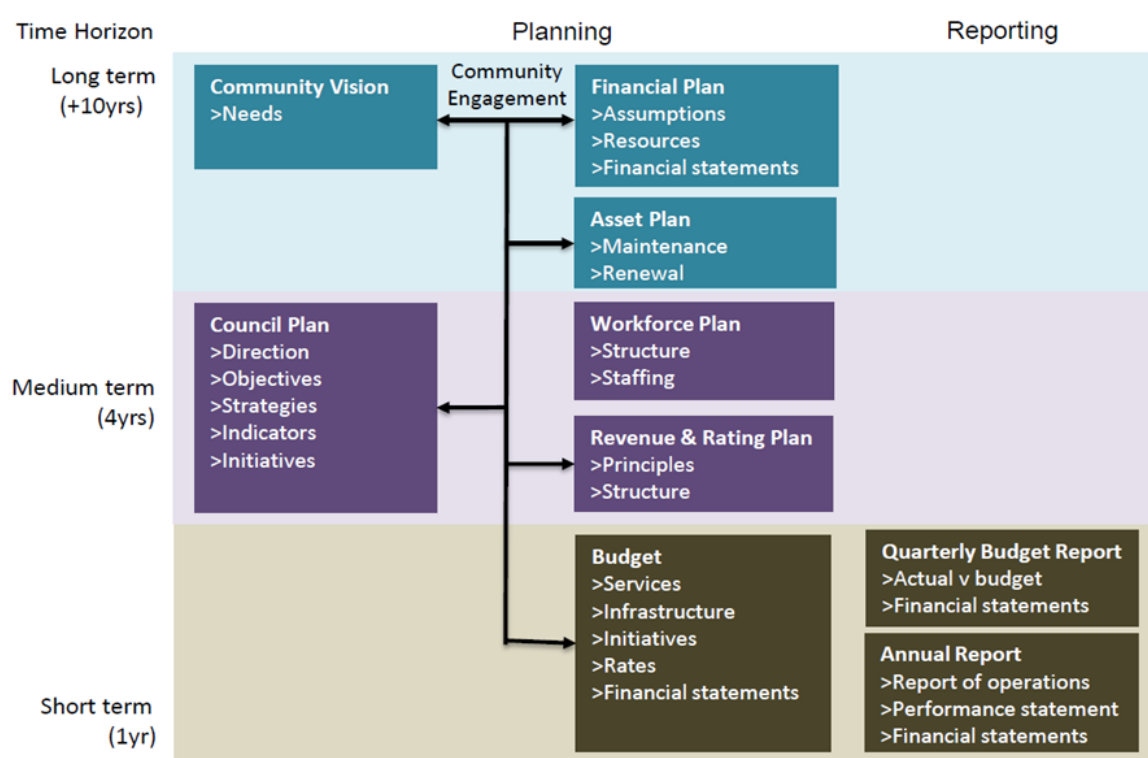 Time Horizon
Planning
Reporting
Long term
(+10yrs)
Community Vision
>Needs
Community
Engagement
Financial Plan
>Assumptions
>Resources
>Financial statements
Asset Plan
>Maintenance
>Renewal
Medium term
(4yrs)
Council Plan
>Direction
>Objectives
>Strategies
>Indicators
>Initiatives
Workforce Plan
>Structure
>Staffing
Revenue & Rating Plan
>Principles
>Structure
Short term
(1yr)
Budget
>Services
>Infrastructure
>Initiatives
>Rates
>Financial statements
Quarterly Budget Report
>Actual v budget
>Financial statements
Annual Report
>Report of operations
>Performance statement
>Financial statements